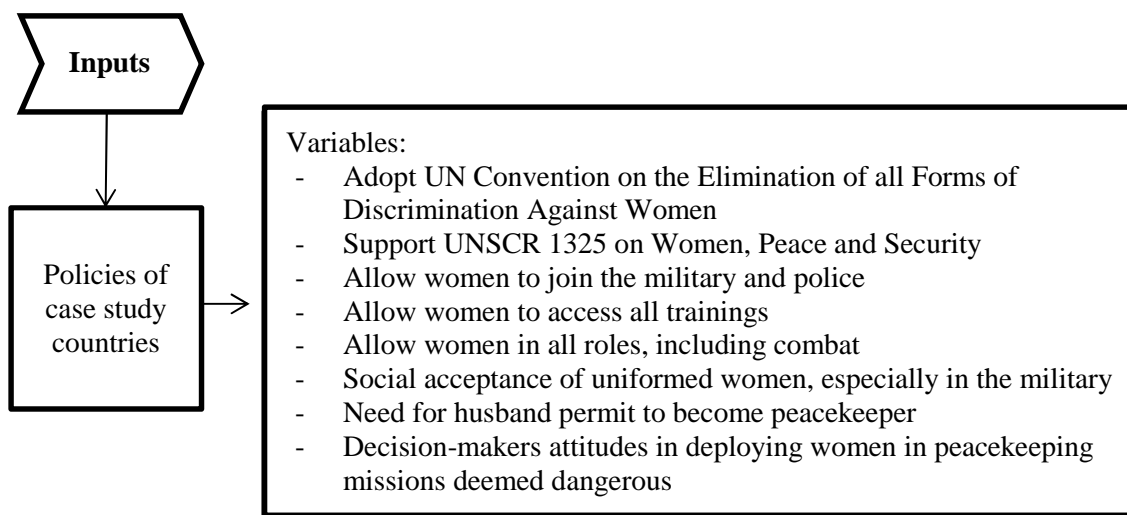 Inputs
Policies of
case study
countries
Variables:
- Adopt UN Convention on the Elimination of all Forms of
Discrimination Against Women
- Support UNSCR 1325 on Women, Peace and Security
- Allow women to join the military and police
- Allow women to access all trainings
- Allow women in all roles, including combat
- Social acceptance of uniformed women, especially in the military
- Need for husband permit to become peacekeeper
- Decision-makers attitudes in deploying women in peacekeeping
missions deemed dangerous